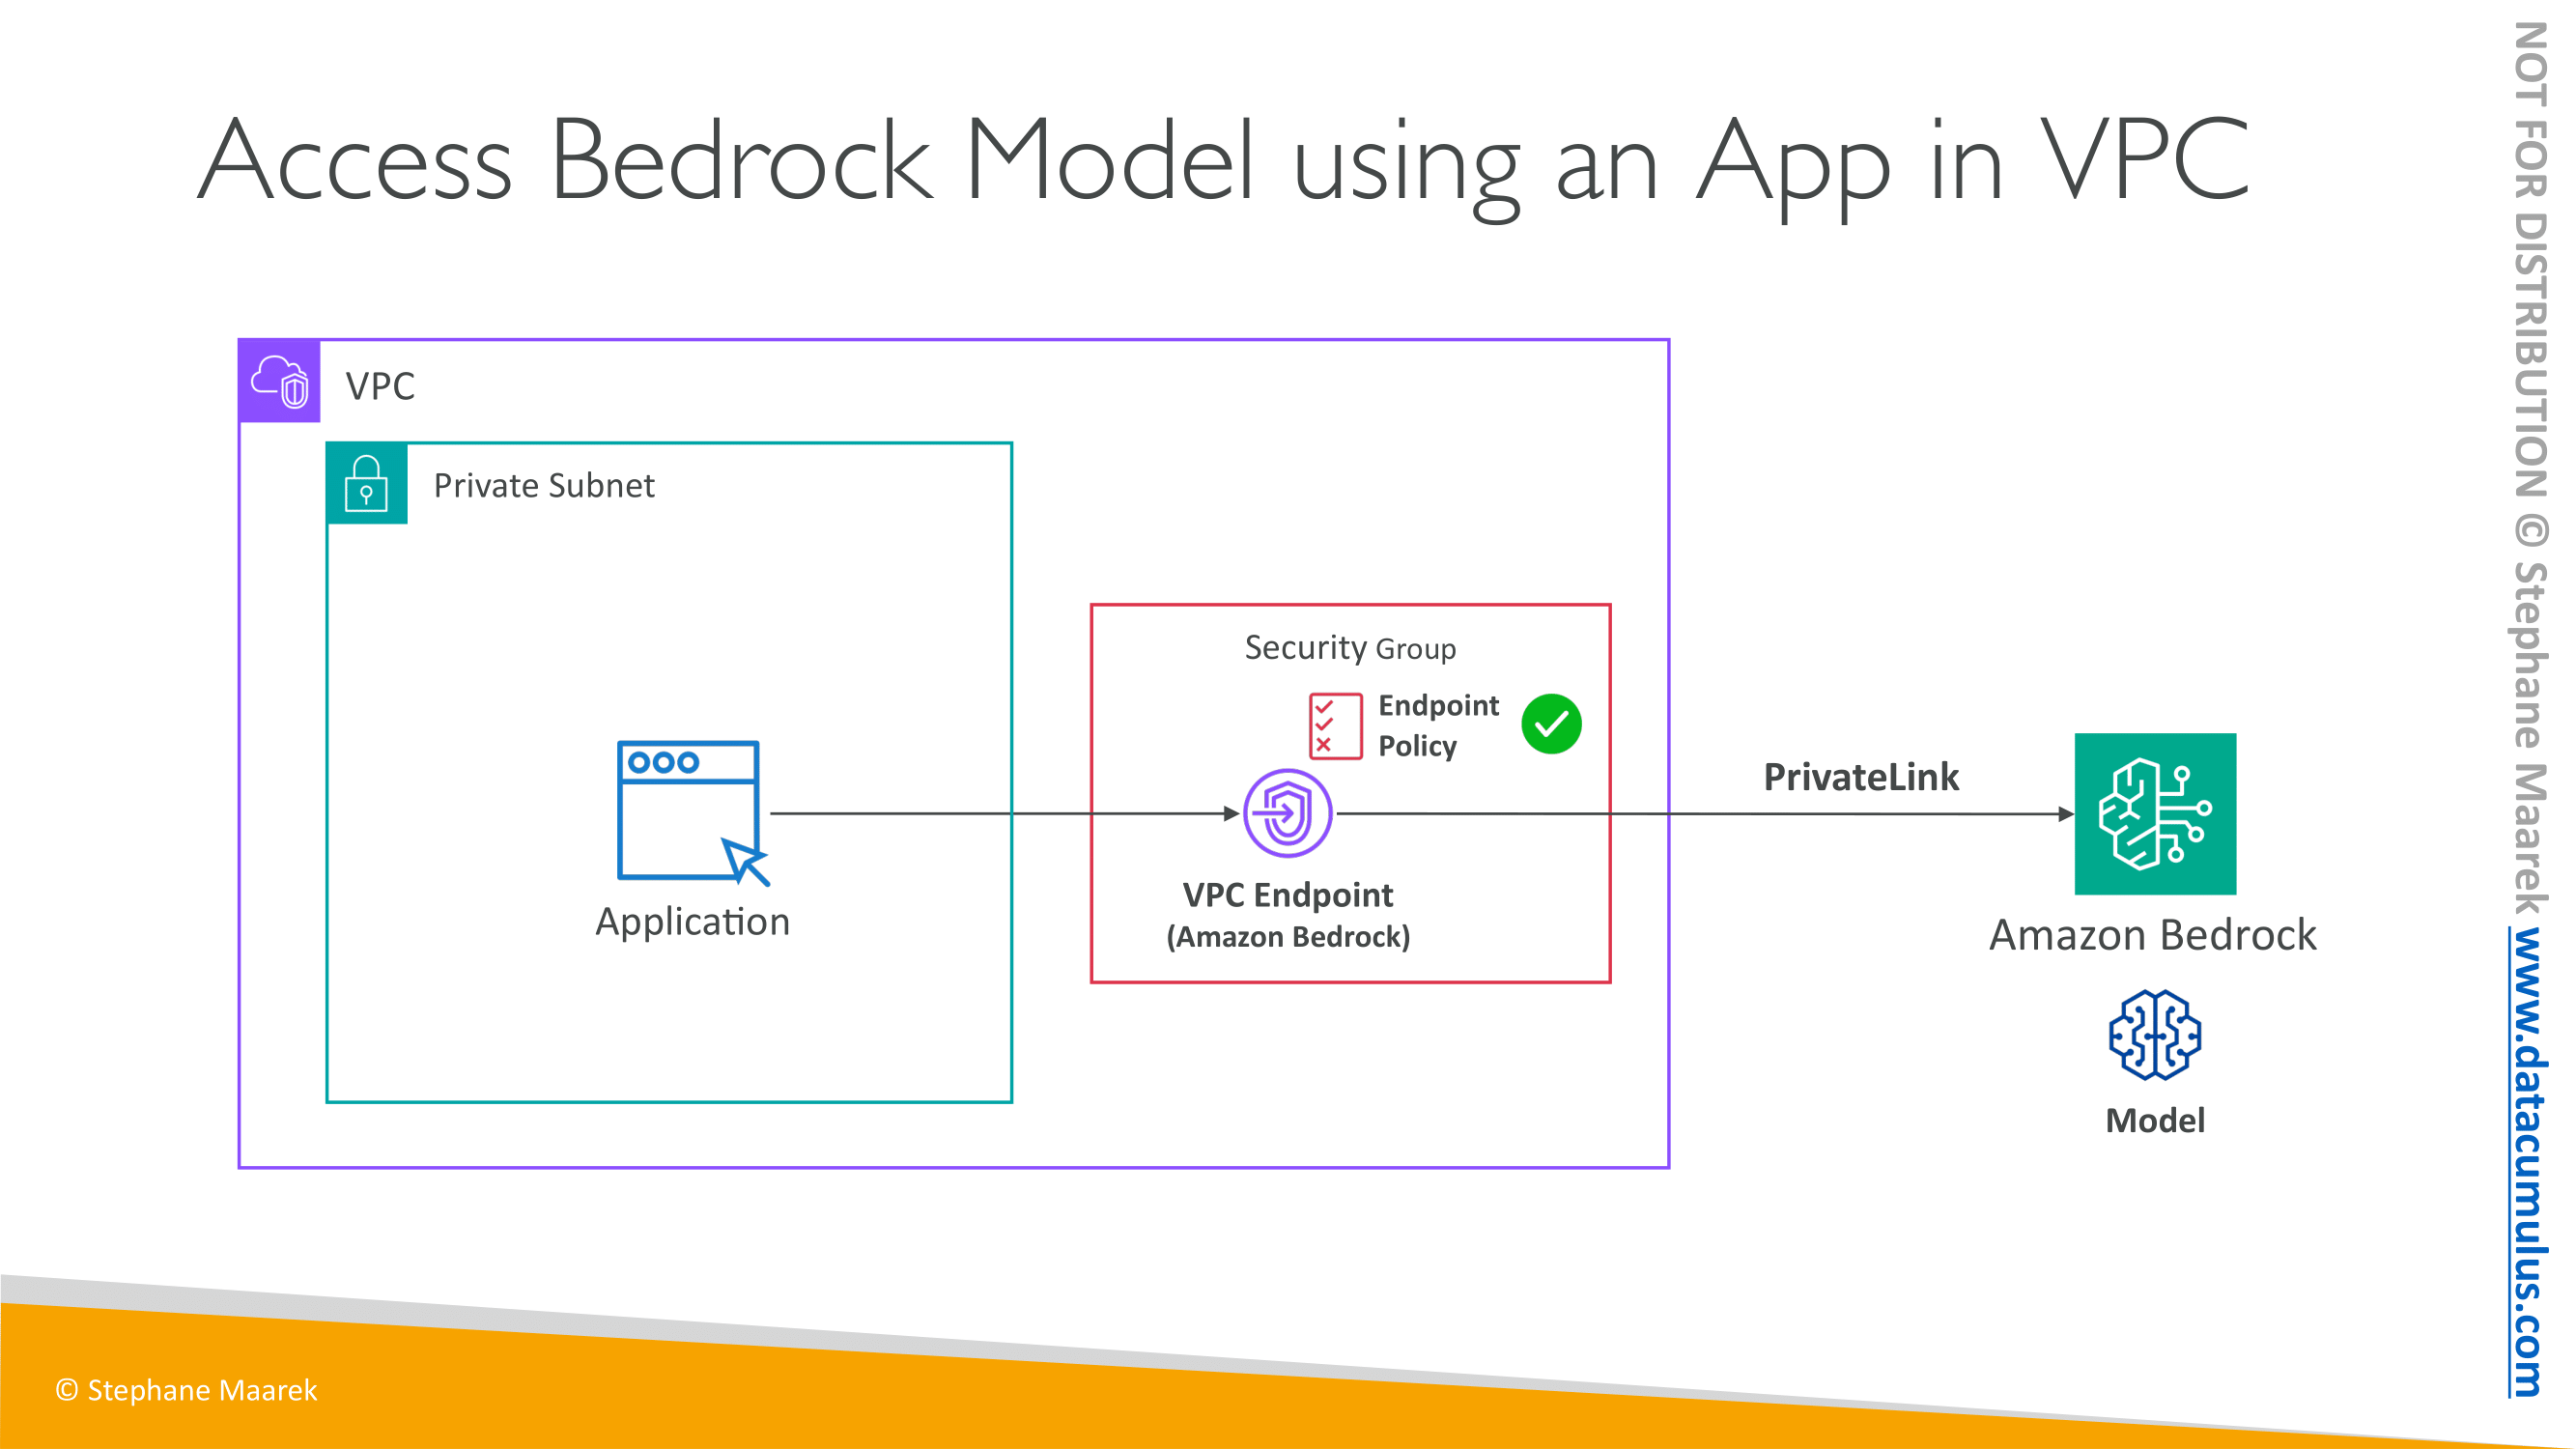 Access Bedrock Model using an App in VPC
VPC
Private Subnet
Application
Security Group
Endpoint
Policy
VPC Endpoint
(Amazon Bedrock)
PrivateLink
Amazon Bedrock
Model
© Stephane Maarek
NOT FOR DISTRIBUTION © Stephane Maarek www.datacumulus.com